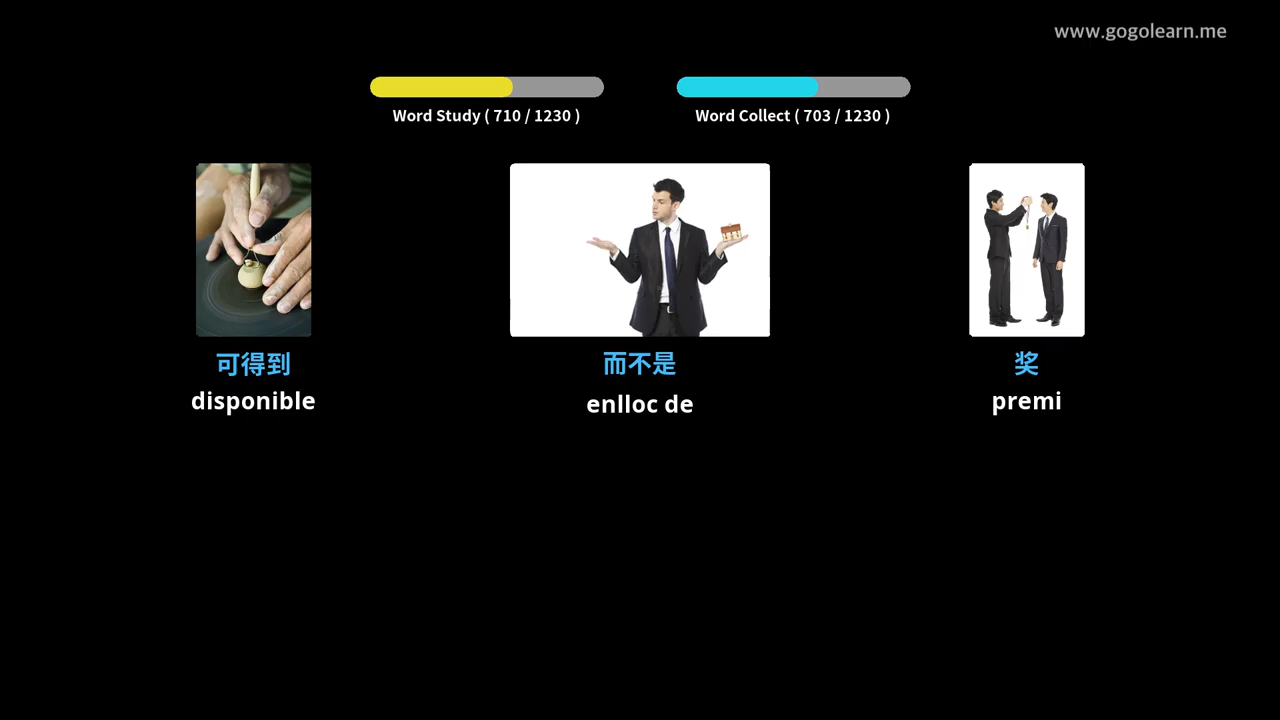 www.gogolearn.me
Word Study ( 710 / 1230 )
Word Collect ( 703 / 1230 )
可得到
而不是
奖
disponible
enlloc de
premi